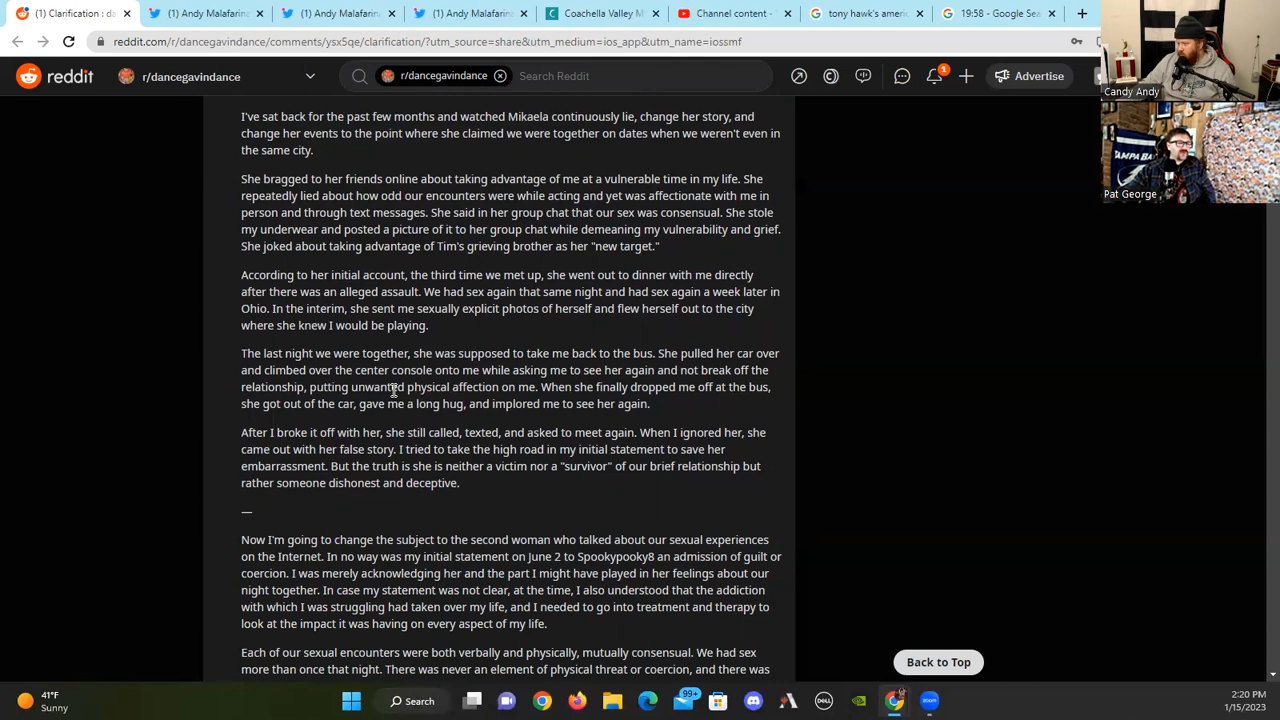 (1) Clarification : da
(1) Andy Malafarina
(1) Andy Malafarina
(1) Andy Malafarina
Coachella Valley M
Channel content -
tony hawk's ameri
19:58 - Google Sea
reddit.com/r/dancegavindance/comments/ysx5qe/clarification/?utm_source=share&utm_medium=ios_app&utm_name=iossmf
reddit
r/dancegavindance
r/dancegavindance
Search Reddit
1
Advertise
Candy Andy
TAMPA BA
Pat George
I've sat back for the past few months and watched Mikaela continuously lie, change her story, and
change her events to the point where she claimed we were together on dates when we weren't even in
the same city.
She bragged to her friends online about taking advantage of me at a vulnerable time in my life. She
repeatedly lied about how odd our encounters were while acting and yet was affectionate with me in
person and through text messages. She said in her group chat that our sex was consensual. She stole
my underwear and posted a picture of it to her group chat while demeaning my vulnerability and grief.
She joked about taking advantage of Tim's grieving brother as her "new target."
According to her initial account, the third time we met up, she went out to dinner with me directly
after there was an alleged assault. We had sex again that same night and had sex again a week later in
Ohio. In the interim, she sent me sexually explicit photos of herself and flew herself out to the city
where she knew I would be playing.
The last night we were together, she was supposed to take me back to the bus. She pulled her car over
and climbed over the center console onto me while asking me to see her again and not break off the
relationship, putting unwanted physical affection on me. When she finally dropped me off at the bus,
she got out of the car, gave me a long hug, and implored me to see her again.
After I broke it off with her, she still called, texted, and asked to meet again. When I ignored her, she
came out with her false story. I tried to take the high road in my initial statement to save her
embarrassment. But the truth is she is neither a victim nor a "survivor" of our brief relationship but
rather someone dishonest and deceptive.
—
Now I'm going to change the subject to the second woman who talked about our sexual experiences
on the Internet. In no way was my initial statement on June 2 to Spookypooky8 an admission of guilt or
coercion. I was merely acknowledging her and the part I might have played in her feelings about our
night together. In case my statement was not clear, at the time, I also understood that the addiction
with which I was struggling had taken over my life, and I needed to go into treatment and therapy to
look at the impact it was having on every aspect of my life.
Each of our sexual encounters were both verbally and physically, mutually consensual. We had sex
more than once that night. There was never an element of physical threat or coercion, and there was
Back to Top
41°F
Sunny
Search
99+
DELL
2:20 PM
1/15/2023